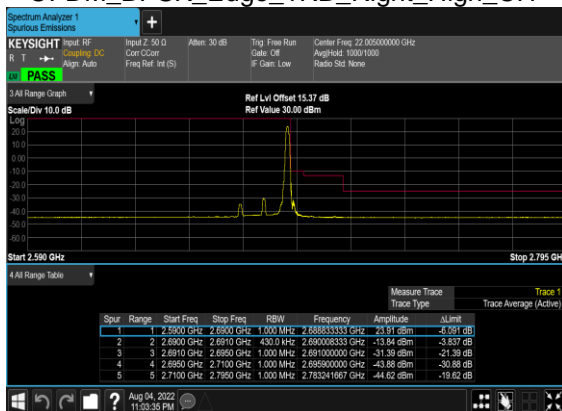 Spectrum Analyzer 1
Spurious Emissions
+
KEYSIGHT Input: RF Input Z: 50 Ω Atten: 30 dB Trig: Free Run Center Freq: 22.005000000 GHz
R T Coupling: DC Corr CCorr Gate: Off Avg|Hold: 1000/1000
Align: Auto Freq Ref: Int (S) IF Gain: Low Radio Std: None
PASS
3 All Range Graph
Ref Lvl Offset 15.37 dB
Scale/Div 10.0 dB Ref Value 30.00 dBm
Log
20.0
10.0
0.00
-10.0
-20.0
-30.0
-40.0
-50.0
-60.0
Start 2.590 GHz Stop 2.795 GH
4 All Range Table
Measure Trace Trace 1
Trace Type Trace Average (Active)
Spur Range Start Freq Stop Freq RBW Frequency Amplitude ΔLimit
1 1 2.5900 GHz 2.6900 GHz 1.000 MHz 2.688833333 GHz 23.91 dBm -6.091 dB
2 2 2.6900 GHz 2.6910 GHz 430.0 kHz 2.690008333 GHz -13.84 dBm -3.837 dB
3 3 2.6910 GHz 2.6950 GHz 1.000 MHz 2.691000000 GHz -31.39 dBm -21.39 dB
4 4 2.6950 GHz 2.7100 GHz 1.000 MHz 2.695900000 GHz -43.88 dBm -30.88 dB
5 5 2.7100 GHz 2.7950 GHz 1.000 MHz 2.783241667 GHz -44.62 dBm -19.62 dB
? Aug 04, 2022
11:03:35 PM